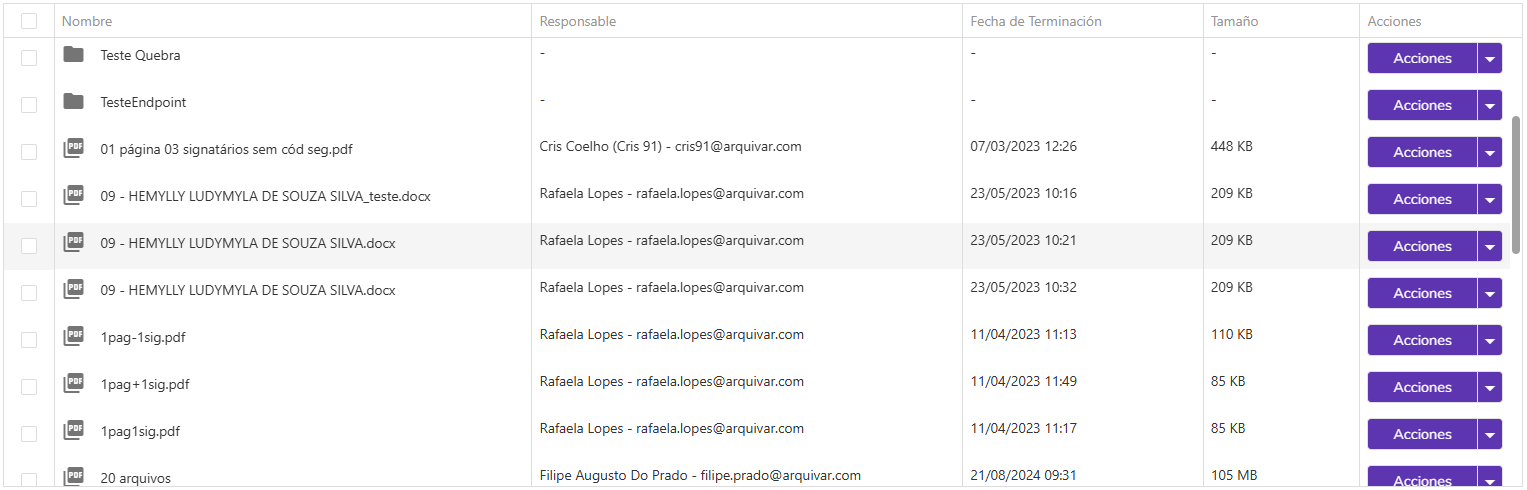 Nombre Responsable Fecha de Terminación Tamaño Acciones
Teste Quebra - - - Acciones
TesteEndpoint - - - Acciones
PDF 01 página 03 signatários sem cód seg.pdf Cris Coelho (Cris 91) - cris91@arquivar.com 07/03/2023 12:26 448 KB Acciones
PDF 09 - HEMYLLY LUDYMYLA DE SOUZA SILVA_teste.docx Rafaela Lopes - rafaela.lopes@arquivar.com 23/05/2023 10:16 209 KB Acciones
PDF 09 - HEMYLLY LUDYMYLA DE SOUZA SILVA.docx Rafaela Lopes - rafaela.lopes@arquivar.com 23/05/2023 10:21 209 KB Acciones
PDF 09 - HEMYLLY LUDYMYLA DE SOUZA SILVA.docx Rafaela Lopes - rafaela.lopes@arquivar.com 23/05/2023 10:32 209 KB Acciones
PDF 1pag-1sig.pdf Rafaela Lopes - rafaela.lopes@arquivar.com 11/04/2023 11:13 110 KB Acciones
PDF 1pag+1sig.pdf Rafaela Lopes - rafaela.lopes@arquivar.com 11/04/2023 11:49 85 KB Acciones
PDF 1pag1sig.pdf Rafaela Lopes - rafaela.lopes@arquivar.com 11/04/2023 11:17 85 KB Acciones
PDF 20 arquivos Filipe Augusto Do Prado - filipe.prado@arquivar.com 21/08/2024 09:31 105 MB Acciones